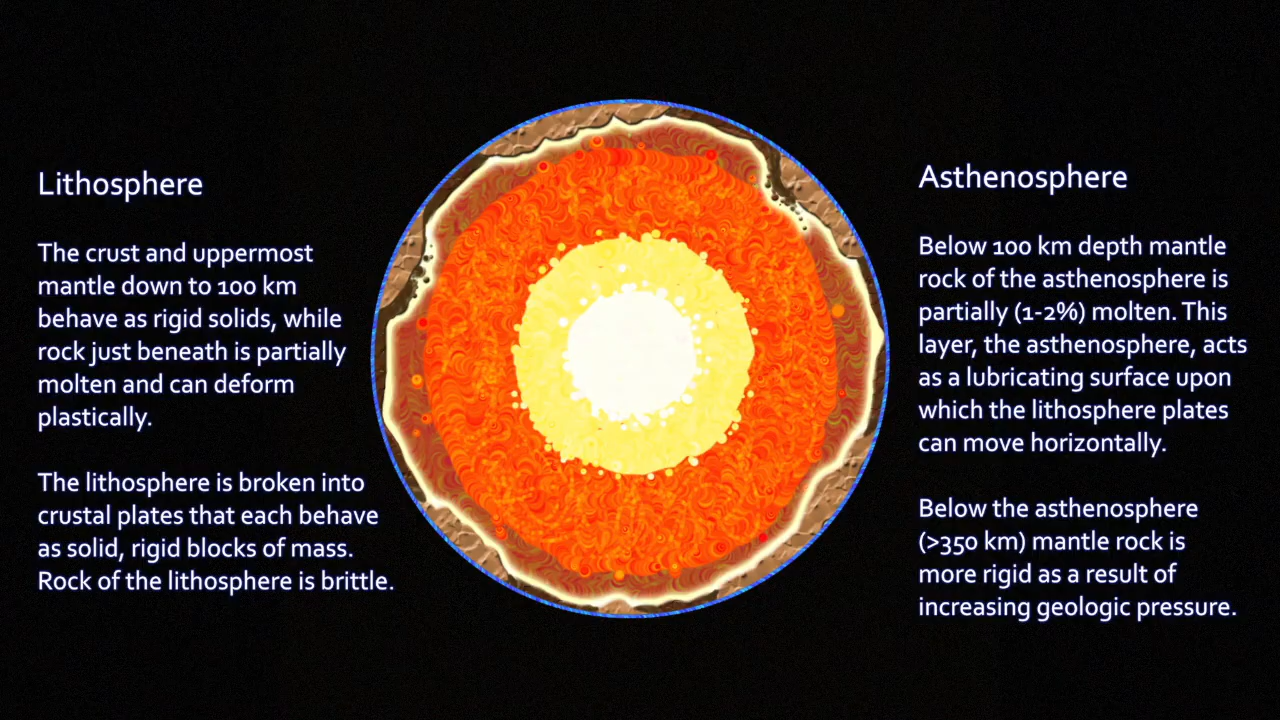 Lithosphere
The crust and uppermost
mantle down to 100 km
behave as rigid solids, while
rock just beneath is partially
molten and can deform
plastically.
The lithosphere is broken into
crustal plates that each behave
as solid, rigid blocks of mass.
Rock of the lithosphere is brittle.
Asthenosphere
Below 100 km depth mantle
rock of the asthenosphere is
partially (1-2%) molten. This
layer, the asthenosphere, acts
as a lubricating surface upon
which the lithosphere plates
can move horizontally.
Below the asthenosphere
(>350 km) mantle rock is
more rigid as a result of
increasing geologic pressure.